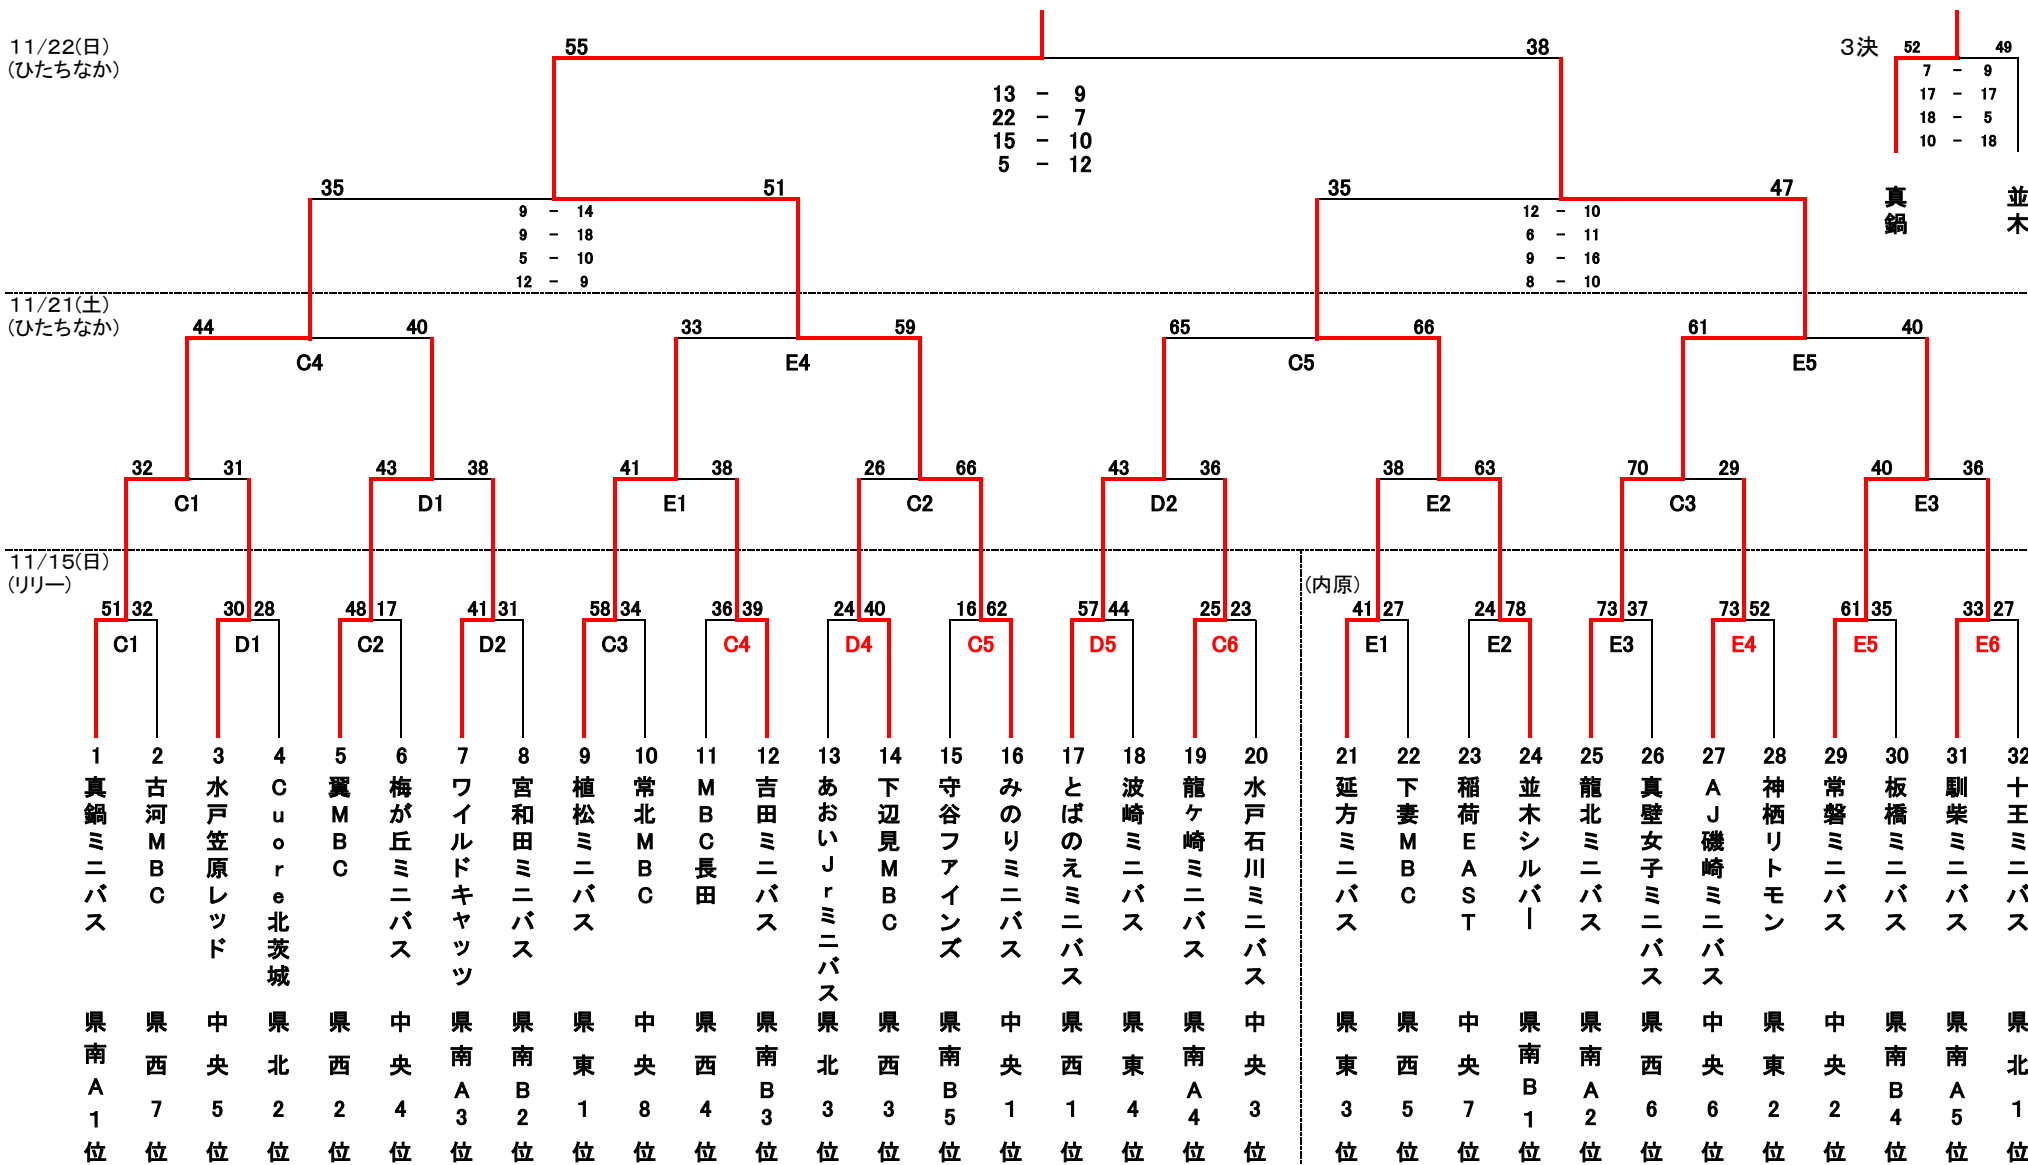 11/22(日)
(ひたちなか)
55 38
3決 52 49
7 - 9
17 - 17
18 - 5
10 - 18
真鍋
並木
13 - 9
22 - 7
15 - 10
5 - 12
35 51 35 47
9 - 14
9 - 18
5 - 10
12 - 9
12 - 10
6 - 11
9 - 16
8 - 10
11/21(土)
(ひたちなか)
44 40 33 59 65 66 61 40
C4 E4 C5 E5
32 31 43 38 41 38 26 66 43 36 38 63 70 29 40 36
C1 D1 E1 C2 D2 E2 C3 E3
11/15(日)
(リリー)
(内原)
51 32 30 28 48 17 41 31 58 34 36 39 24 40 16 62 57 44 25 23 41 27 24 78 73 37 73 52 61 35 33 27
C1 D1 C2 D2 C3 C4 D4 C5 D5 C6 E1 E2 E3 E4 E5 E6
1 真鍋ミニバス 県南A1位
2 古河MBC 県西7位
3 水戸笠原レッド 中央5位
4 Cuore北茨城 県北2位
5 翼MBC 県西2位
6 梅が丘ミニバス 中央4位
7 ワイルドキャッツ 県南A3位
8 宮和田ミニバス 県南B2位
9 植松ミニバス 県東1位
10 常北MBC 中央8位
11 MBC長田 県西4位
12 吉田ミニバス 県南B3位
13 あおいJrミニバス 県北3位
14 下辺見MBC 県西3位
15 守谷ファインズ 県南B5位
16 みのりミニバス 中央1位
17 とばのえミニバス 県西1位
18 波崎ミニバス 県東4位
19 龍ケ崎ミニバス 県南A4位
20 水戸石川ミニバス 中央3位
21 延方ミニバス 県東3位
22 下妻MBC 県西5位
23 稲荷EAST 中央7位
24 並木シルバー 県南B1位
25 龍北ミニバス 県南A2位
26 真壁女子ミニバス 県西6位
27 AJ磯崎ミニバス 中央6位
28 神栖リトモン 県東2位
29 常磐ミニバス 中央2位
30 板橋ミニバス 県南B4位
31 馴柴ミニバス 県南A5位
32 十王ミニバス 県北1位